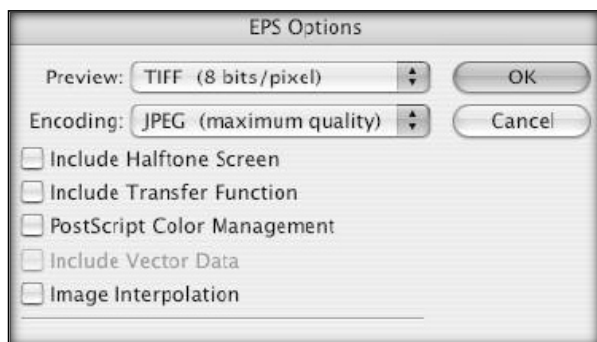 EPS Options
Preview: TIFF (8 bits/pixel) OK
Encoding: JPEG (maximum quality) Cancel
Include Halftone Screen
Include Transfer Function
PostScript Color Management
Include Vector Data
Image Interpolation